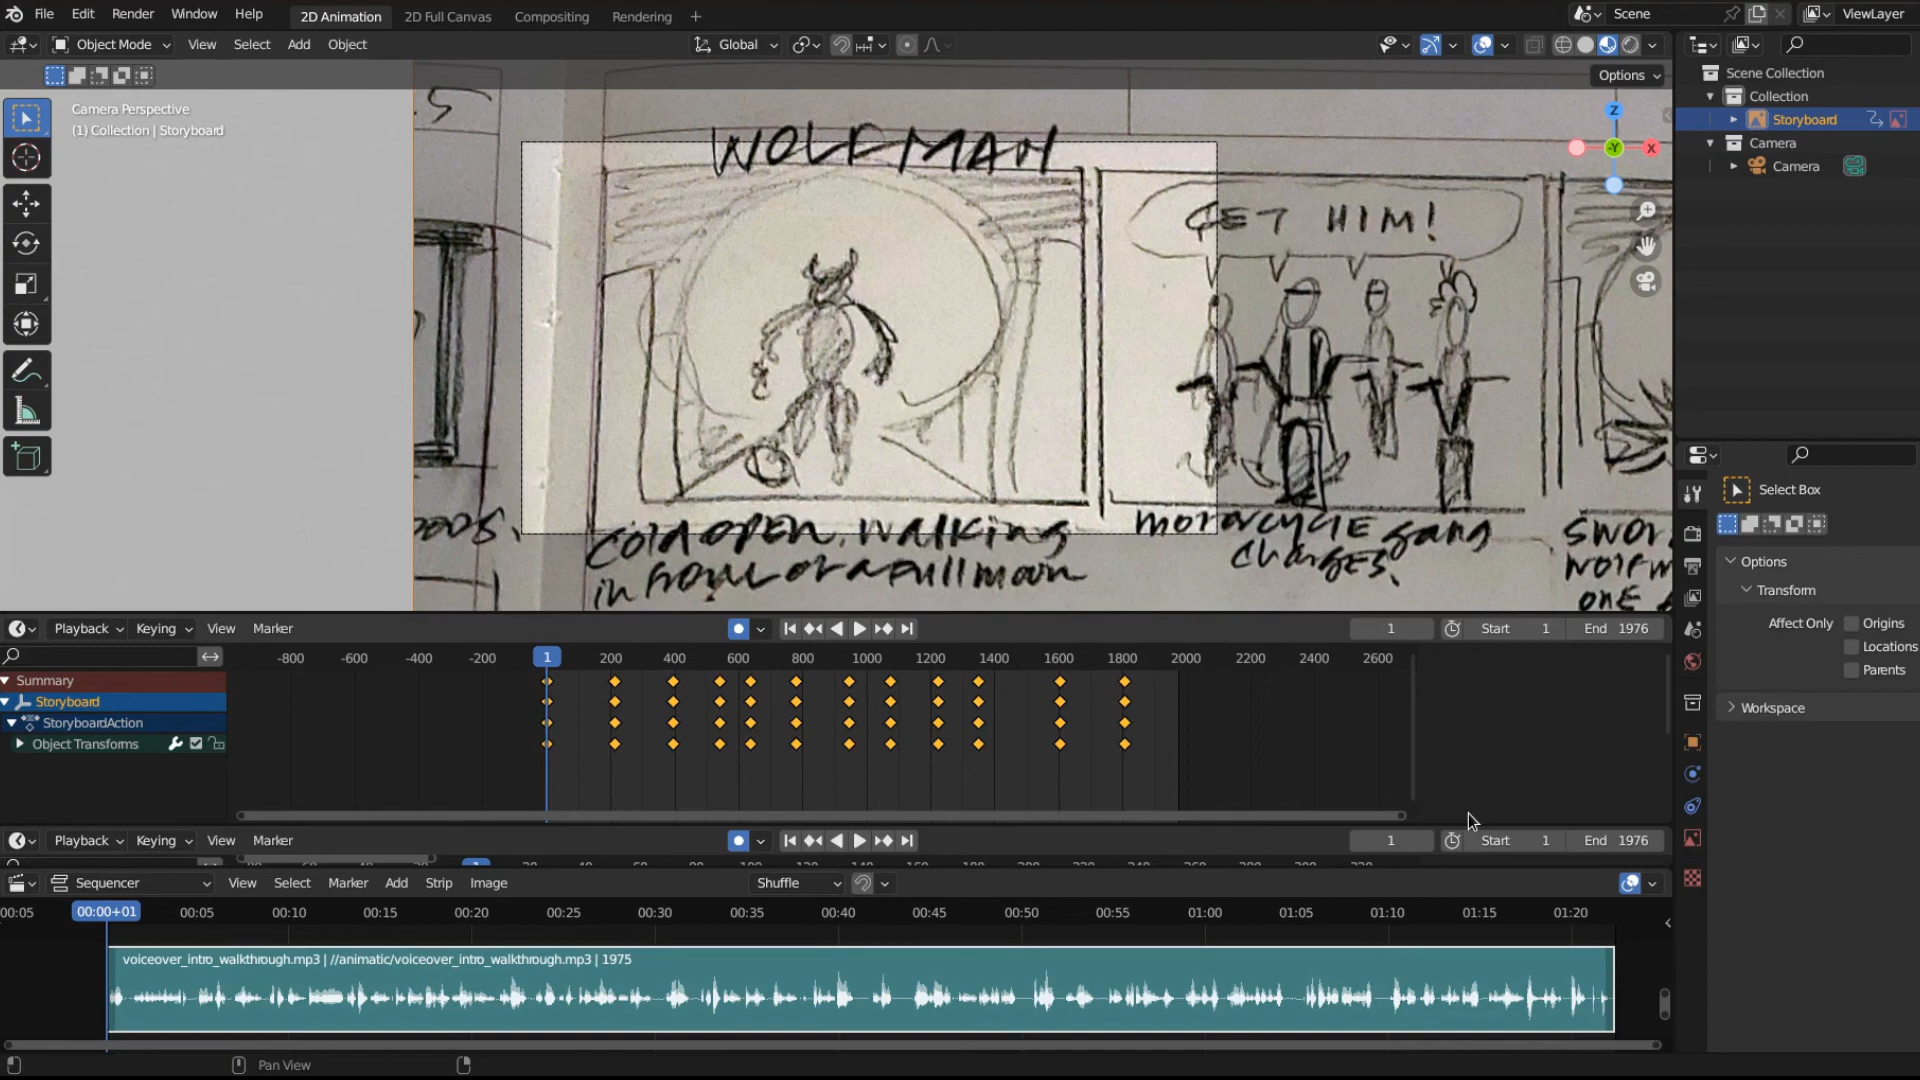 File Edit Render Window Help 2D Animation 2D Full Canvas Compositing Rendering + Scene ViewLayer
Object Mode View Select Add Object Global
Options
Camera Perspective
(1) Collection | Storyboard
Z
-Y
X
WOLFMAN
GET HIM!
cold open, walking
in front of a full moon
motorcycle gang
charges.
Scene Collection
Collection
Storyboard
Camera
Camera
Select Box
Options
Transform
Affect Only Origins
Locations
Parents
Workspace
Playback Keying View Marker 1 Start 1 End 1976
-800 -600 -400 -200 1 200 400 600 800 1000 1200 1400 1600 1800 2000 2200 2400 2600
Summary
Storyboard
StoryboardAction
Object Transforms
Playback Keying View Marker 1 Start 1 End 1976
Sequencer View Select Marker Add Strip Image Shuffle
00:05 00:00+01 00:05 00:10 00:15 00:20 00:25 00:30 00:35 00:40 00:45 00:50 00:55 01:00 01:05 01:10 01:15 01:20
voiceover_intro_walkthrough.mp3 | //animatic/voiceover_intro_walkthrough.mp3 | 1975
Pan View